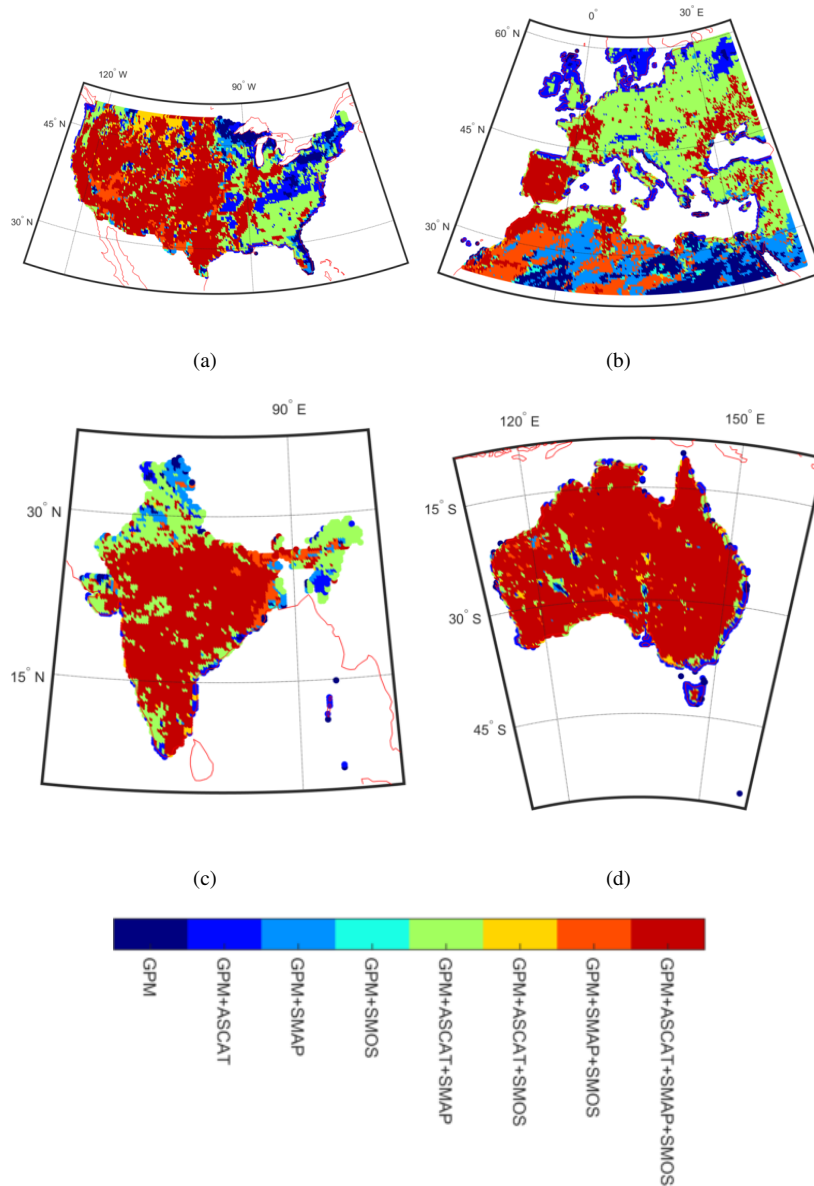 120° W
90° W
45° N
30° N
(a)
0°
30° E
60° N
45° N
30° N
(b)
90° E
30° N
15° N
(c)
120° E
150° E
15° S
30° S
45° S
(d)
GPM
GPM+ASCAT
GPM+SMAP
GPM+SMOS
GPM+ASCAT+SMAP
GPM+ASCAT+SMOS
GPM+SMAP+SMOS
GPM+ASCAT+SMAP+SMOS